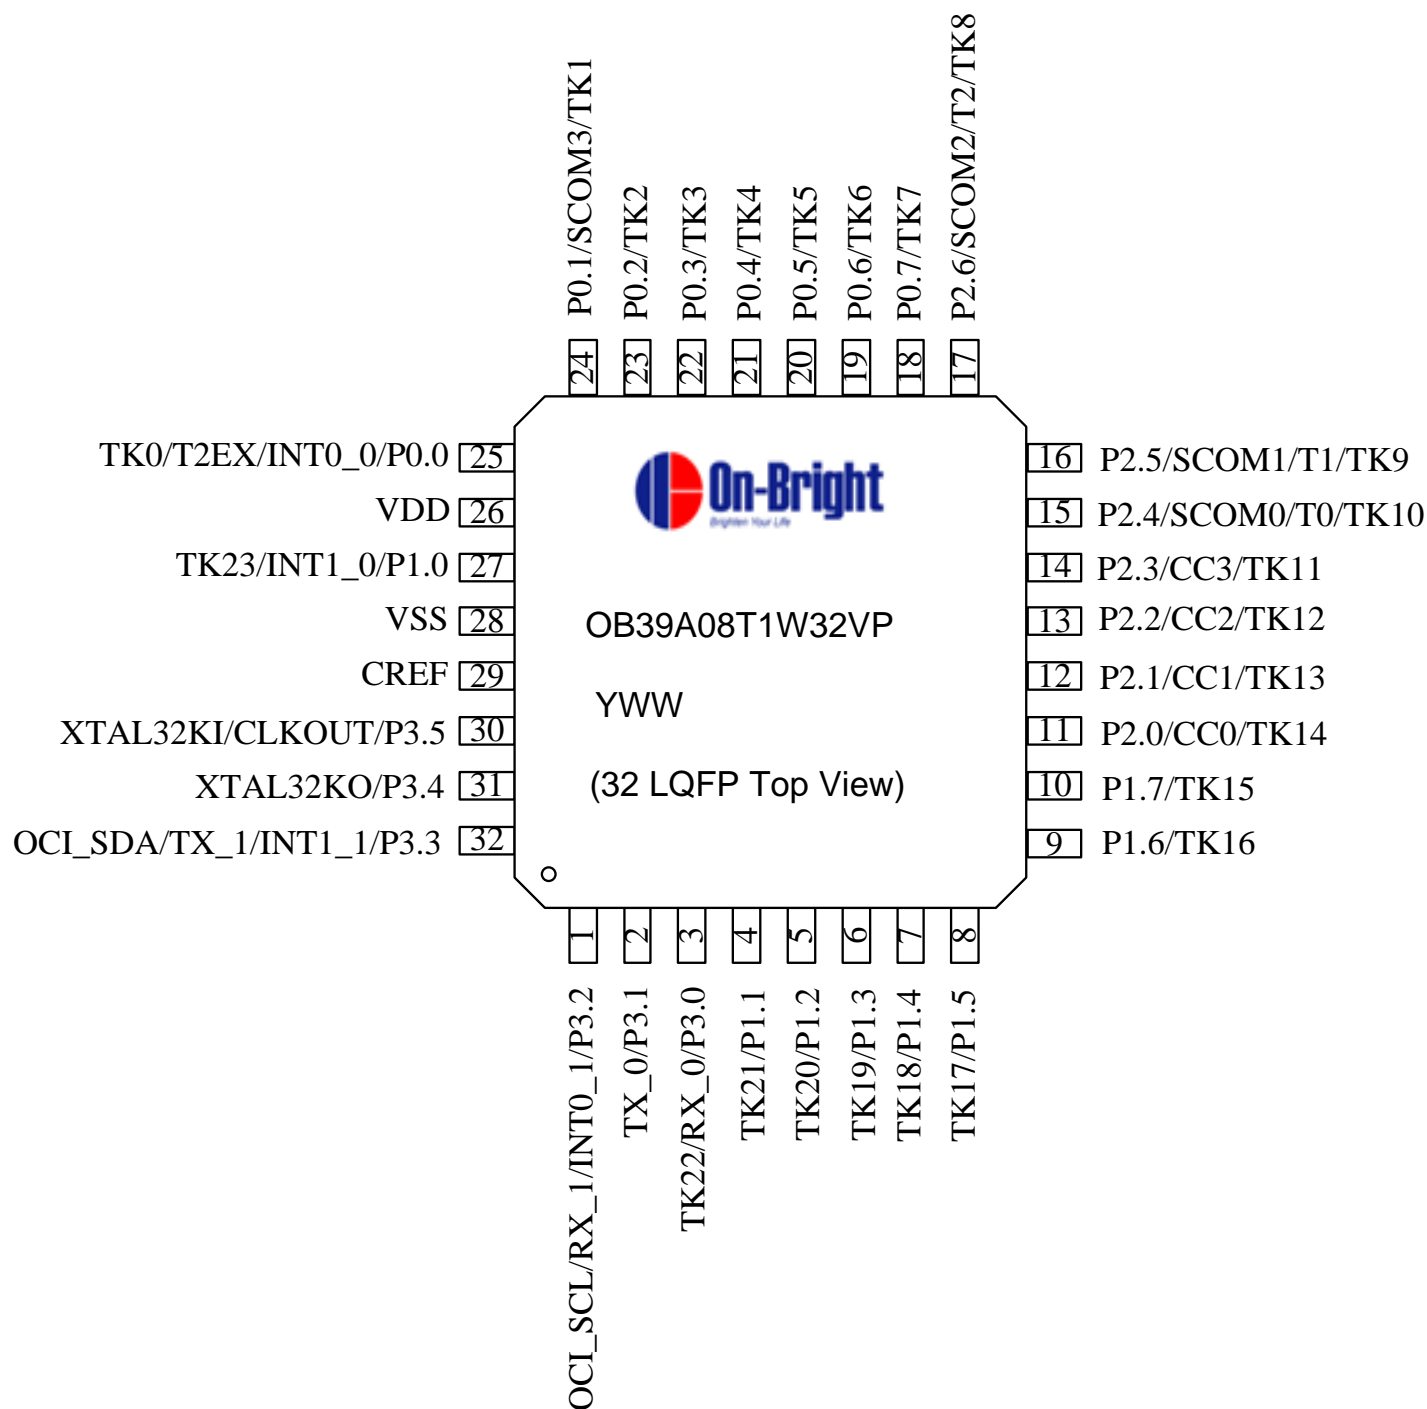 P0.1/SCOM3/TK1
P0.2/TK2
P0.3/TK3
P0.4/TK4
P0.5/TK5
P0.6/TK6
P0.7/TK7
P2.6/SCOM2/T2/TK8
24
23
22
21
20
19
18
17
TK0/T2EX/INT0_0/P0.0 25
VDD 26
TK23/INT1_0/P1.0 27
VSS 28
CREF 29
XTAL32KI/CLKOUT/P3.5 30
XTAL32KO/P3.4 31
OCI_SDA/TX_1/INT1_1/P3.3 32
On-Bright
Brighten Your Life
OB39A08T1W32VP
YWW
(32 LQFP Top View)
16 P2.5/SCOM1/T1/TK9
15 P2.4/SCOM0/T0/TK10
14 P2.3/CC3/TK11
13 P2.2/CC2/TK12
12 P2.1/CC1/TK13
11 P2.0/CC0/TK14
10 P1.7/TK15
9 P1.6/TK16
1
2
3
4
5
6
7
8
OCI_SCL/RX_1/INT0_1/P3.2
TX_0/P3.1
TK22/RX_0/P3.0
TK21/P1.1
TK20/P1.2
TK19/P1.3
TK18/P1.4
TK17/P1.5